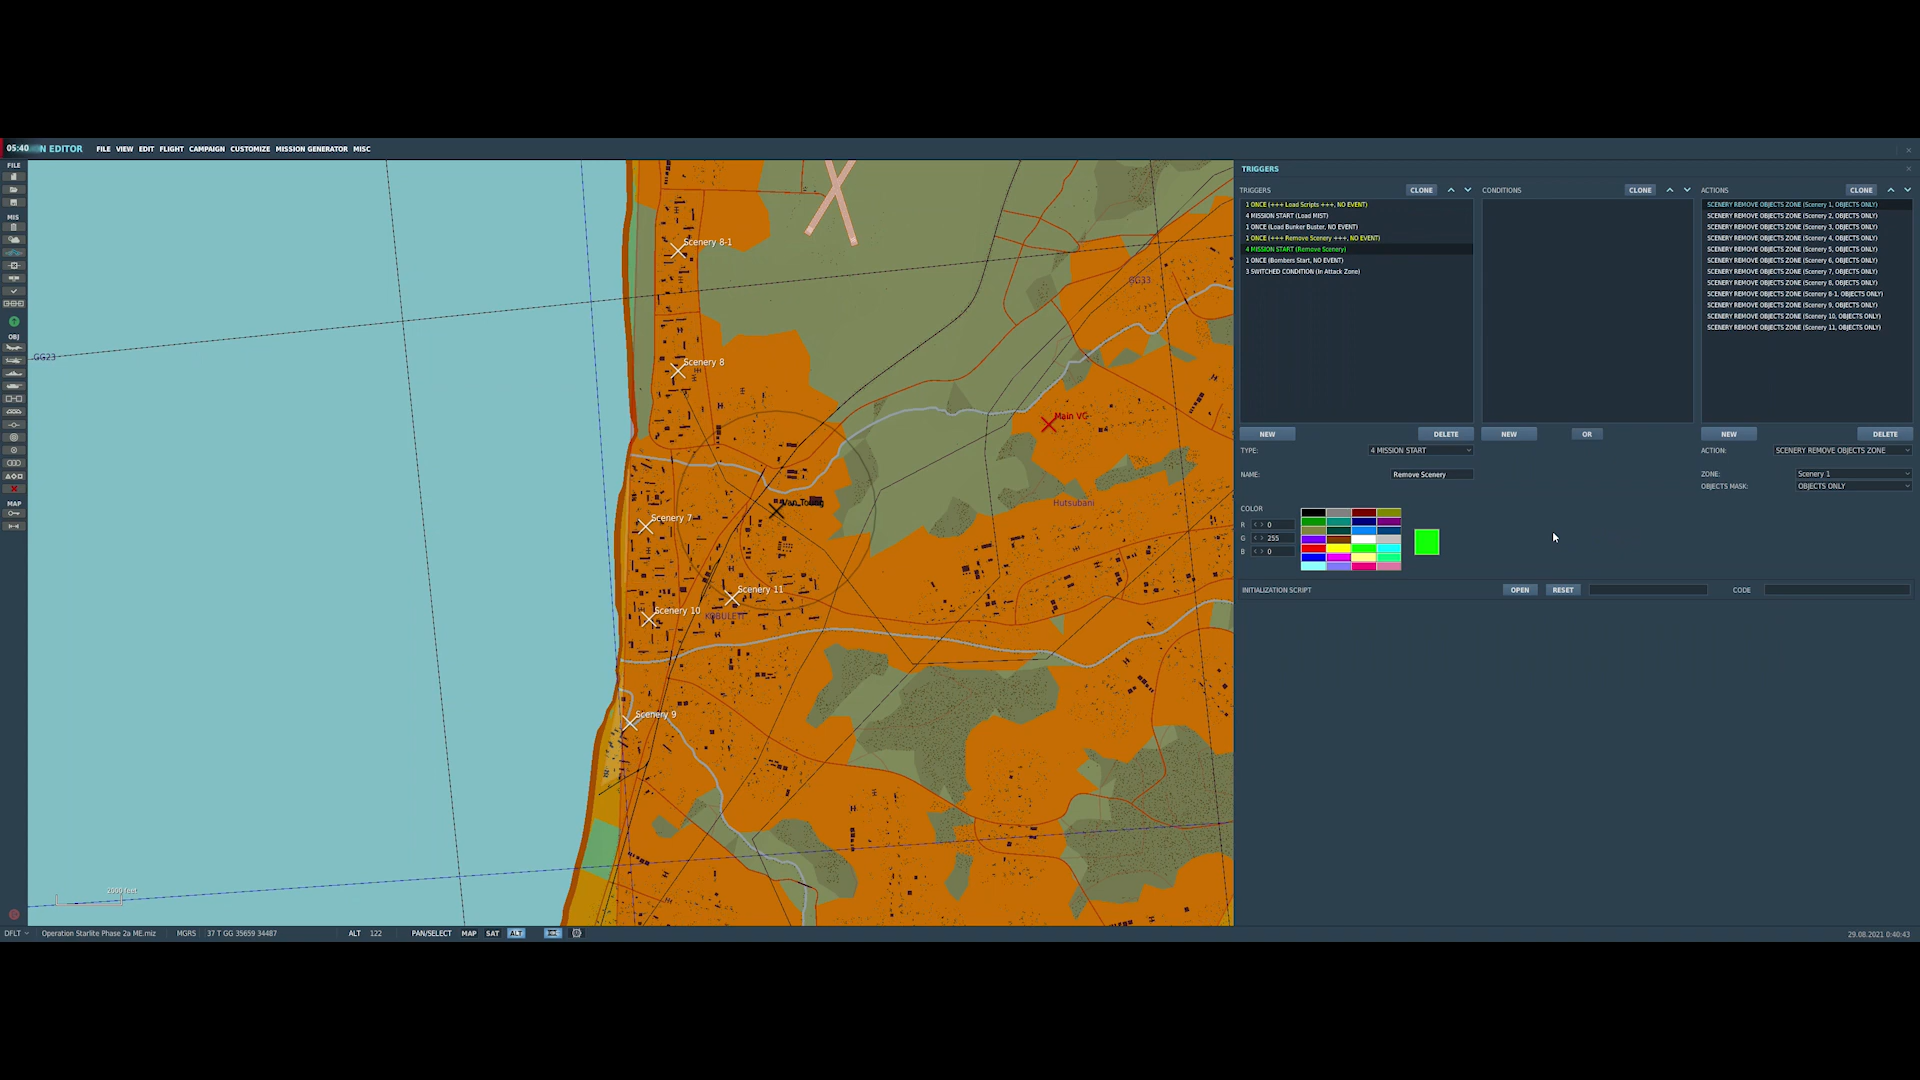 05:40 N EDITOR FILE VIEW EDIT FLIGHT CAMPAIGN CUSTOMIZE MISSION GENERATOR MISC
FILE
MIS
OBJ
MAP
Scenery 8-1
GG33
GG23
Scenery 8
Main VC
Van Toung
Hutsubani
Scenery 7
Scenery 11
Scenery 10
KOBULETI
Scenery 9
2000 feet
TRIGGERS
TRIGGERS CLONE
1 ONCE (+++ Load Scripts +++, NO EVENT)
4 MISSION START (Load MIST)
1 ONCE (Load Bunker Buster, NO EVENT)
1 ONCE (+++ Remove Scenery +++, NO EVENT)
4 MISSION START (Remove Scenery)
1 ONCE (Bombers Start, NO EVENT)
3 SWITCHED CONDITION (In Attack Zone)
NEW DELETE
TYPE: 4 MISSION START
NAME: Remove Scenery
COLOR
R 0
G 255
B 0
CONDITIONS CLONE
NEW OR
ACTIONS CLONE
SCENERY REMOVE OBJECTS ZONE (Scenery 1, OBJECTS ONLY)
SCENERY REMOVE OBJECTS ZONE (Scenery 2, OBJECTS ONLY)
SCENERY REMOVE OBJECTS ZONE (Scenery 3, OBJECTS ONLY)
SCENERY REMOVE OBJECTS ZONE (Scenery 4, OBJECTS ONLY)
SCENERY REMOVE OBJECTS ZONE (Scenery 5, OBJECTS ONLY)
SCENERY REMOVE OBJECTS ZONE (Scenery 6, OBJECTS ONLY)
SCENERY REMOVE OBJECTS ZONE (Scenery 7, OBJECTS ONLY)
SCENERY REMOVE OBJECTS ZONE (Scenery 8, OBJECTS ONLY)
SCENERY REMOVE OBJECTS ZONE (Scenery 8-1, OBJECTS ONLY)
SCENERY REMOVE OBJECTS ZONE (Scenery 9, OBJECTS ONLY)
SCENERY REMOVE OBJECTS ZONE (Scenery 10, OBJECTS ONLY)
SCENERY REMOVE OBJECTS ZONE (Scenery 11, OBJECTS ONLY)
NEW DELETE
ACTION: SCENERY REMOVE OBJECTS ZONE
ZONE: Scenery 1
OBJECTS MASK: OBJECTS ONLY
INITIALIZATION SCRIPT OPEN RESET CODE
DFLT Operation Starlite Phase 2a ME.miz MGRS 37 T GG 35659 34487 ALT 122 PAN/SELECT MAP SAT ALT 29.08.2021 0:40:43